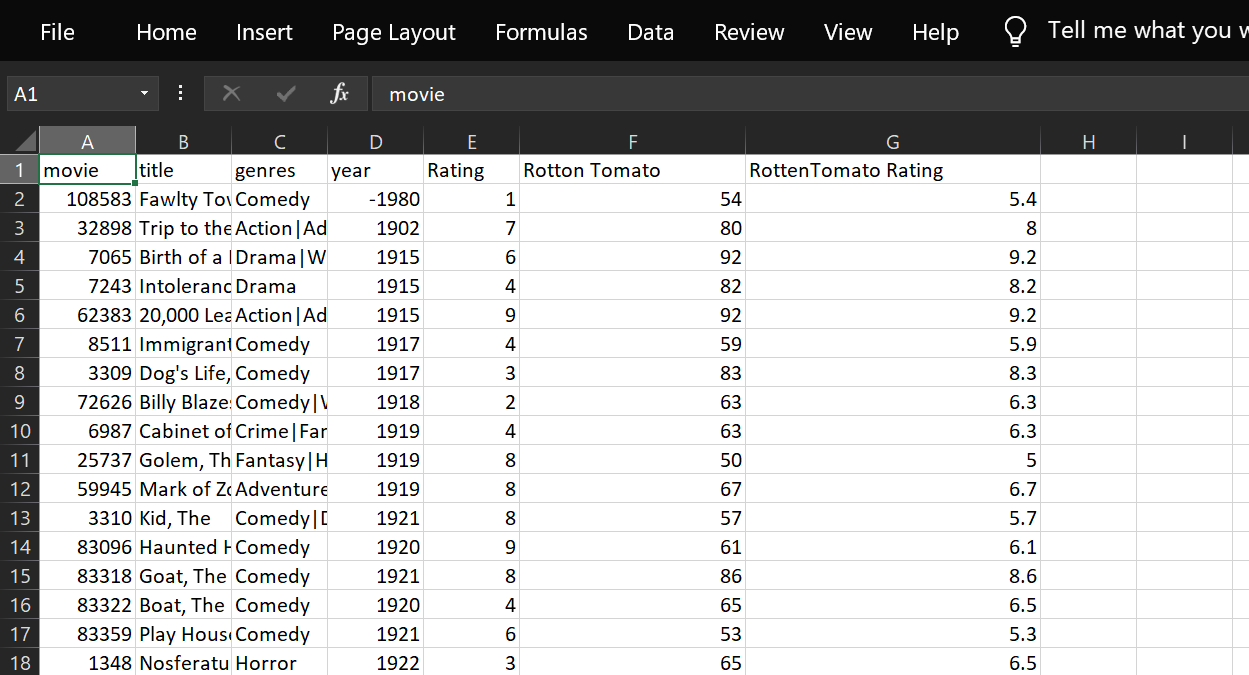 File Home Insert Page Layout Formulas Data Review View Help Tell me what you w
A1 fx movie
A B C D E F G H I
1 movie title genres year Rating Rotton Tomato RottenTomato Rating
2 108583 Fawlty Tov Comedy -1980 1 54 5.4
3 32898 Trip to the Action|Ad 1902 7 80 8
4 7065 Birth of a Drama|W 1915 6 92 9.2
5 7243 Intoleranc Drama 1915 4 82 8.2
6 62383 20,000 Lea Action|Ad 1915 9 92 9.2
7 8511 Immigrant Comedy 1917 4 59 5.9
8 3309 Dog's Life, Comedy 1917 3 83 8.3
9 72626 Billy Blaze Comedy|W 1918 2 63 6.3
10 6987 Cabinet of Crime|Fan 1919 4 63 6.3
11 25737 Golem, Th Fantasy|H 1919 8 50 5
12 59945 Mark of Zo Adventure 1919 8 67 6.7
13 3310 Kid, The Comedy|D 1921 8 57 5.7
14 83096 Haunted H Comedy 1920 9 61 6.1
15 83318 Goat, The Comedy 1921 8 86 8.6
16 83322 Boat, The Comedy 1920 4 65 6.5
17 83359 Play Hous Comedy 1921 6 53 5.3
18 1348 Nosferatu Horror 1922 3 65 6.5